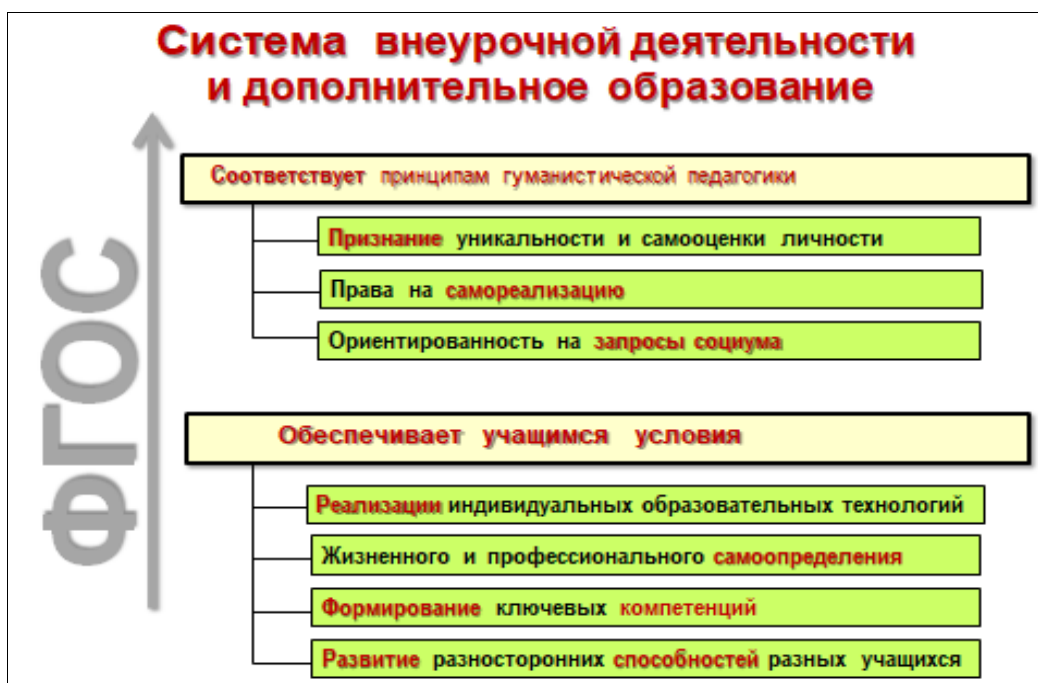 Система внеурочной деятельности
и дополнительное образование
ФГОС
Соответствует принципам гуманистической педагогики
Признание уникальности и самооценки личности
Права на самореализацию
Ориентированность на запросы социума
Обеспечивает учащимся условия
Реализации индивидуальных образовательных технологий
Жизненного и профессионального самоопределения
Формирование ключевых компетенций
Развитие разносторонних способностей разных учащихся